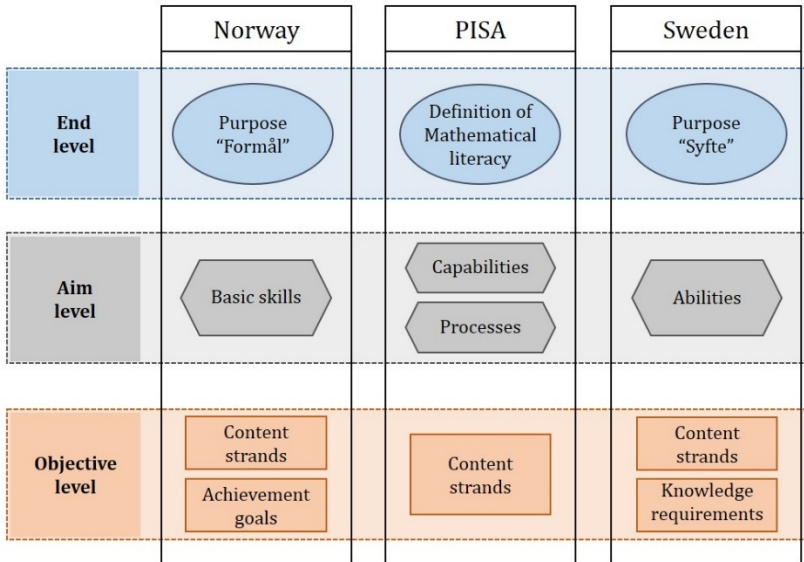 Norway
PISA
Sweden
End
level
Purpose
“Formål”
Definition of
Mathematical
literacy
Purpose
“Syfte”
Aim
level
Basic skills
Capabilities
Processes
Abilities
Objective
level
Content
strands
Achievement
goals
Content
strands
Content
strands
Knowledge
requirements